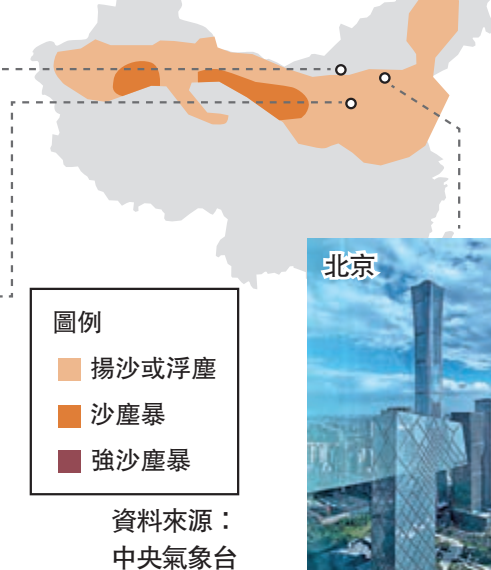 北京
圖例
揚沙或浮塵
沙塵暴
強沙塵暴
資料來源：
中央氣象台